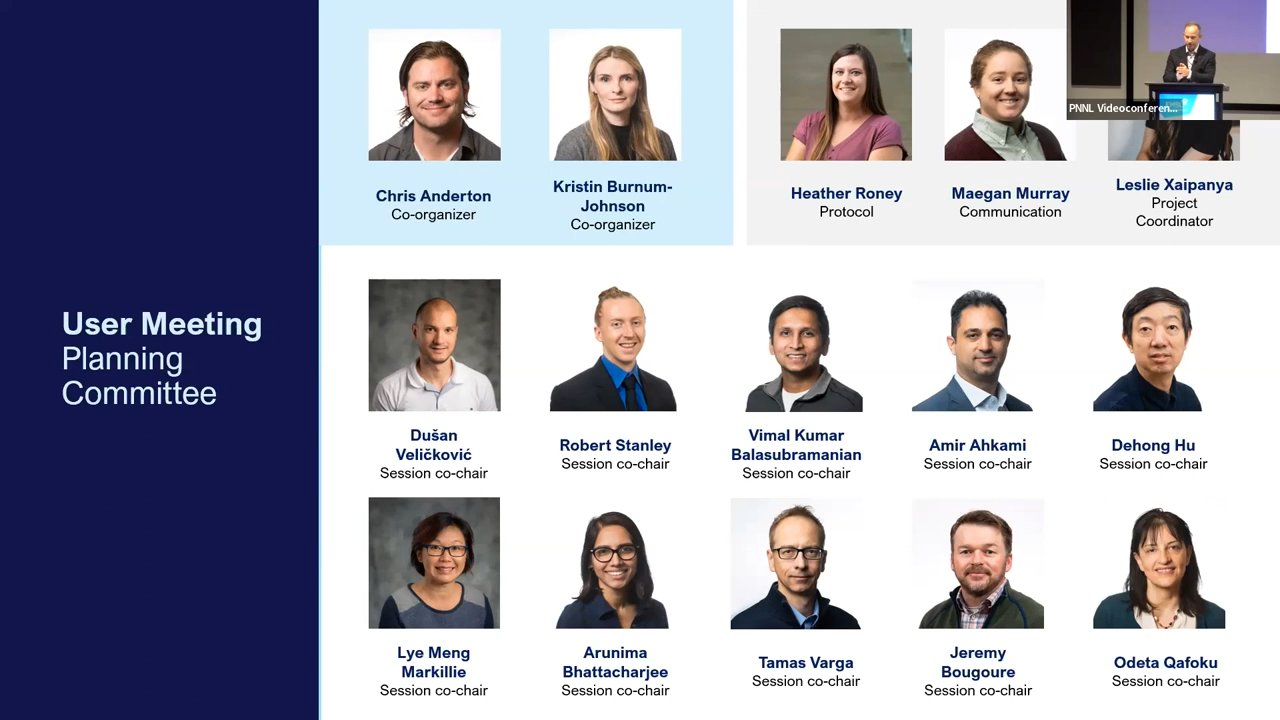 User Meeting
Planning
Committee
Chris Anderton
Co-organizer
Kristin Burnum-
Johnson
Co-organizer
Heather Roney
Protocol
Maegan Murray
Communication
PNNL Videoconferen...
Leslie Xaipanya
Project
Coordinator
Dušan
Veličković
Session co-chair
Robert Stanley
Session co-chair
Vimal Kumar
Balasubramanian
Session co-chair
Amir Ahkami
Session co-chair
Dehong Hu
Session co-chair
Lye Meng
Markillie
Session co-chair
Arunima
Bhattacharjee
Session co-chair
Tamas Varga
Session co-chair
Jeremy
Bougoure
Session co-chair
Odeta Qafoku
Session co-chair